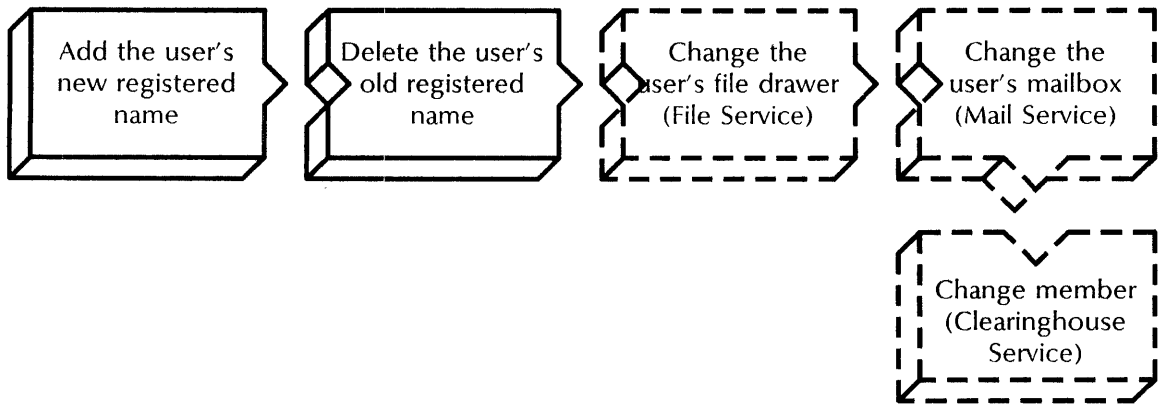 Add the user's
new registered
name
Delete the user's
old registered
name
Change the
user's file drawer
(File Service)
Change the
user's mailbox
(Mail Service)
Change member
(Clearinghouse
Service)